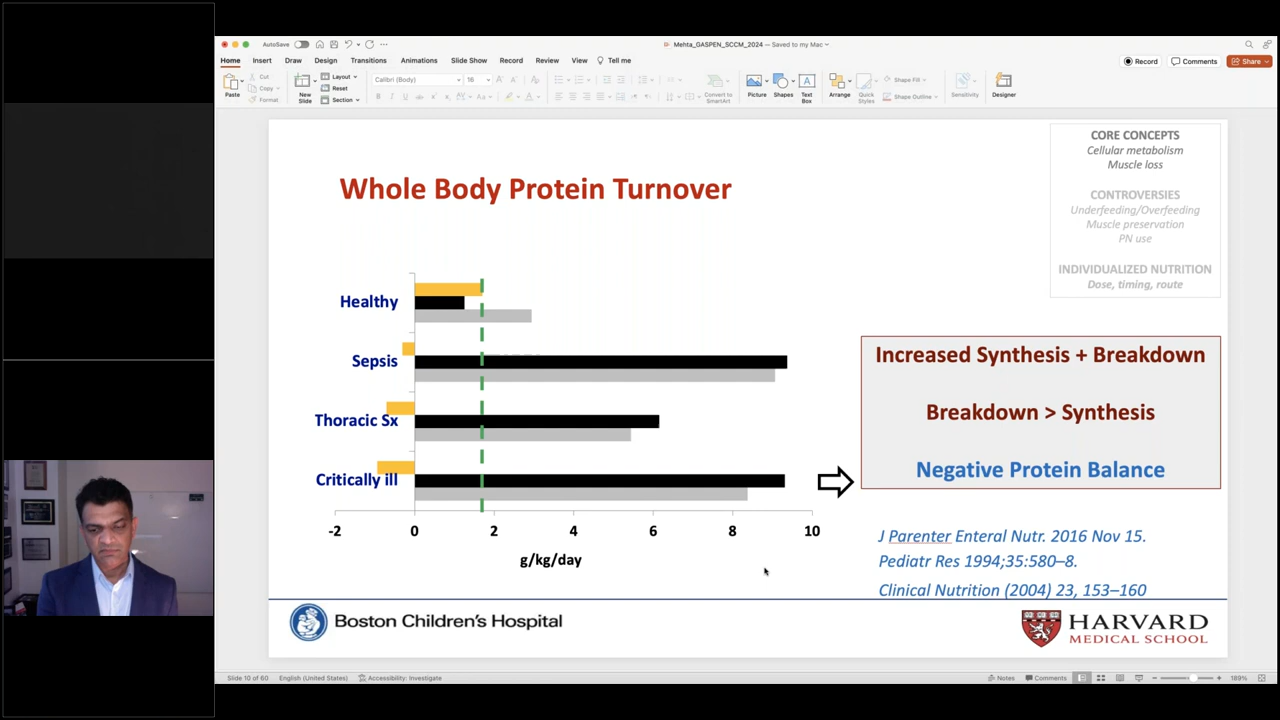 AutoSave
Mehta_GASPEN_SCCM_2024 — Saved to my Mac
Home Insert Draw Design Transitions Animations Slide Show Record Review View Tell me
Record Comments Share
Paste
Cut
Copy
Format
New Slide
Layout
Reset
Section
Calibri (Body) 16
Convert to SmartArt
Picture
Shapes
Text Box
Arrange
Quick Styles
Shape Fill
Shape Outline
Sensitivity
Designer
CORE CONCEPTS
Cellular metabolism
Muscle loss
CONTROVERSIES
Underfeeding/Overfeeding
Muscle preservation
PN use
INDIVIDUALIZED NUTRITION
Dose, timing, route
Whole Body Protein Turnover
Healthy
Sepsis
Thoracic Sx
Critically ill
-2 0 2 4 6 8 10
g/kg/day
Increased Synthesis + Breakdown
Breakdown > Synthesis
Negative Protein Balance
J Parenter Enteral Nutr. 2016 Nov 15.
Pediatr Res 1994;35:580–8.
Clinical Nutrition (2004) 23, 153–160
Boston Children's Hospital
HARVARD
MEDICAL SCHOOL
Slide 10 of 60 English (United States) Accessibility: Investigate
Notes Comments 189%